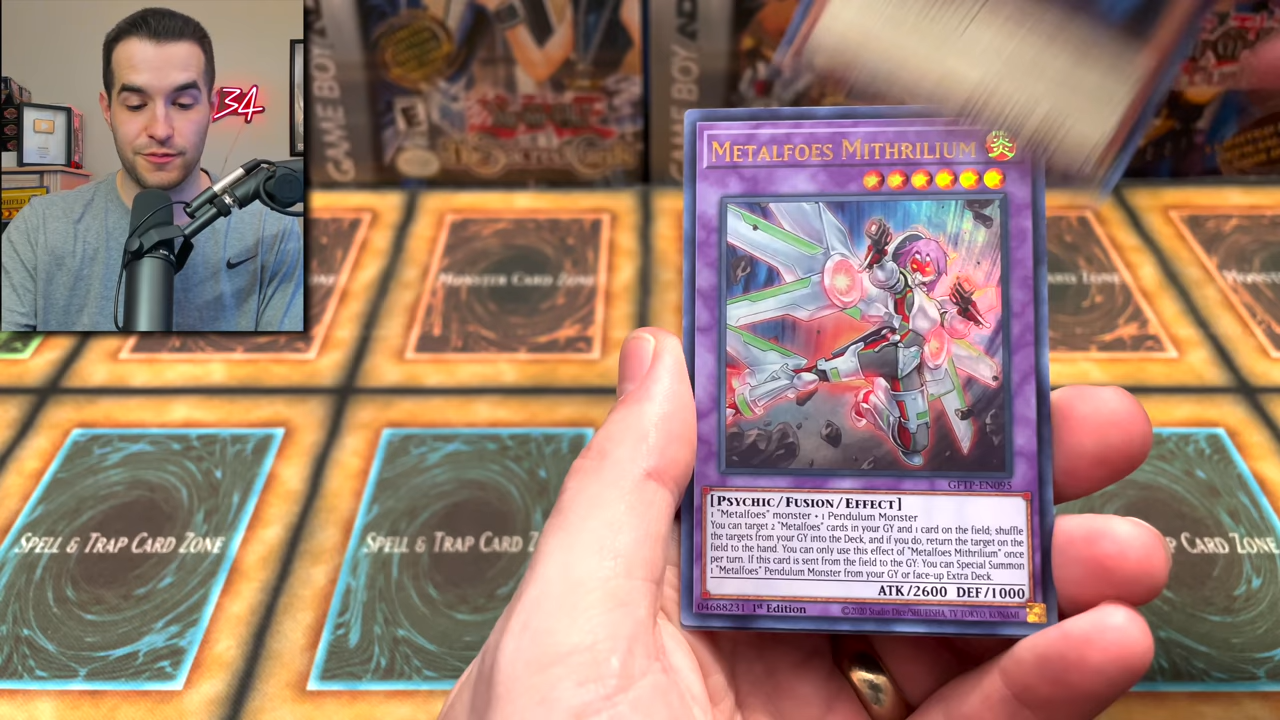 34
GAME BOY AD
GAME BOY
E
MONSTER CARD ZONE
METALFOES MITHRILIUM
FIRE
炎
GFTP-EN095
[PSYCHIC/FUSION/EFFECT]
1 "Metalfoes" monster + 1 Pendulum Monster
You can target 2 "Metalfoes" cards in your GY and 1 card on the field; shuffle
the targets from your GY into the Deck, and if you do, return the target on the
field to the hand. You can only use this effect of "Metalfoes Mithrilium" once
per turn. If this card is sent from the field to the GY: You can Special Summon
1 "Metalfoes" Pendulum Monster from your GY or face-up Extra Deck.
ATK/2600 DEF/1000
04688231 1st Edition
©2020 Studio Dice/SHUEISHA, TV TOKYO, KONAMI
SPELL & TRAP CARD ZONE
SPELL & TRAP CARD Z
P CARD ZONE